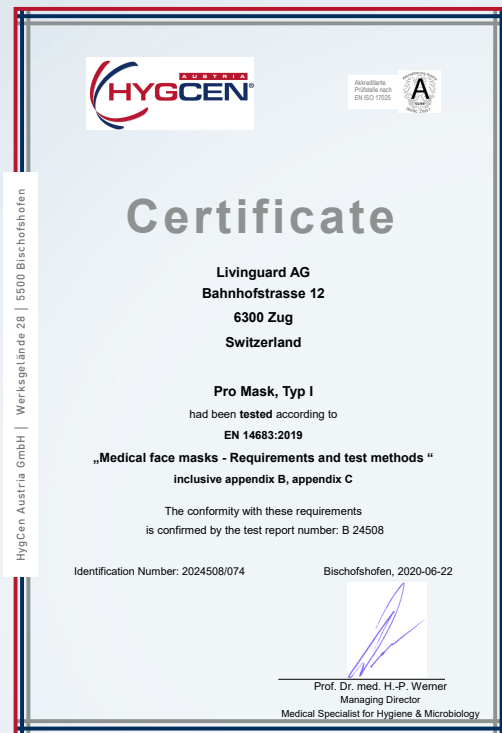 AUSTRIA
HYGCEN®
Akkreditierte
Prüfstelle nach
EN ISO 17025
A
HygCen Austria GmbH | Werksgelände 28 | 5500 Bischofshofen
Certificate
Livinguard AG
Bahnhofstrasse 12
6300 Zug
Switzerland
Pro Mask, Typ I
had been tested according to
EN 14683:2019
„Medical face masks - Requirements and test methods “
inclusive appendix B, appendix C
The conformity with these requirements
is confirmed by the test report number: B 24508
Identification Number: 2024508/074
Bischofshofen, 2020-06-22
Prof. Dr. med. H.-P. Werner
Managing Director
Medical Specialist for Hygiene & Microbiology